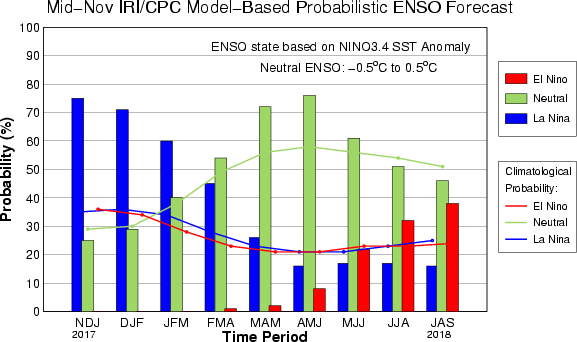 Mid-Nov IRI/CPC Model-Based Probabilistic ENSO Forecast
ENSO state based on NINO3.4 SST Anomaly
Neutral ENSO: -0.5°C to 0.5°C
Probability (%)
100
90
80
70
60
50
40
30
20
10
0
NDJ DJF JFM FMA MAM AMJ MJJ JJA JAS
2017 2018
Time Period
El Nino
Neutral
La Nina
Climatological
Probability:
El Nino
Neutral
La Nina